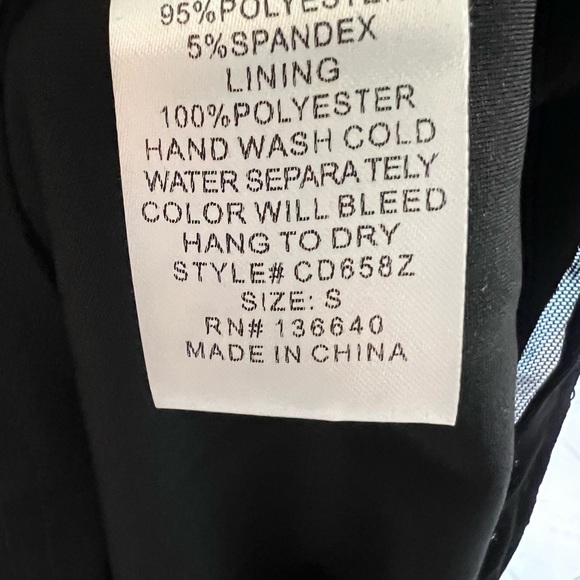 95%POLYESTER
5%SPANDEX
LINING
100%POLYESTER
HAND WASH COLD
WATER SEPARA TELY
COLOR WILL BLEED
HANG TO DRY
STYLE# CD658Z
SIZE: S
RN# 136640
MADE IN CHINA